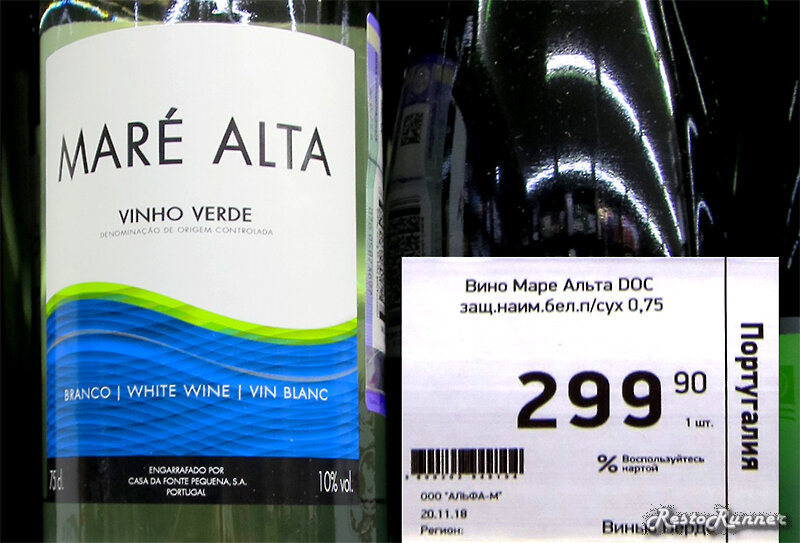 MARÉ ALTA
VINHO VERDE
DENOMINAÇÃO DE ORIGEM CONTROLADA
BRANCO | WHITE WINE | VIN BLANC
75 cl.
ENGARRAFADO POR
CASA DA FONTE PEQUENA, S.A.
PORTUGAL
10% vol.
Вино Маре Альта DOC
защ.наим.бел.п/сух 0,75
299 90
1 шт.
% Воспользуйтесь
картой
ООО "АЛЬФА-М"
20.11.18
Регион:
Португалия
RestoRunner